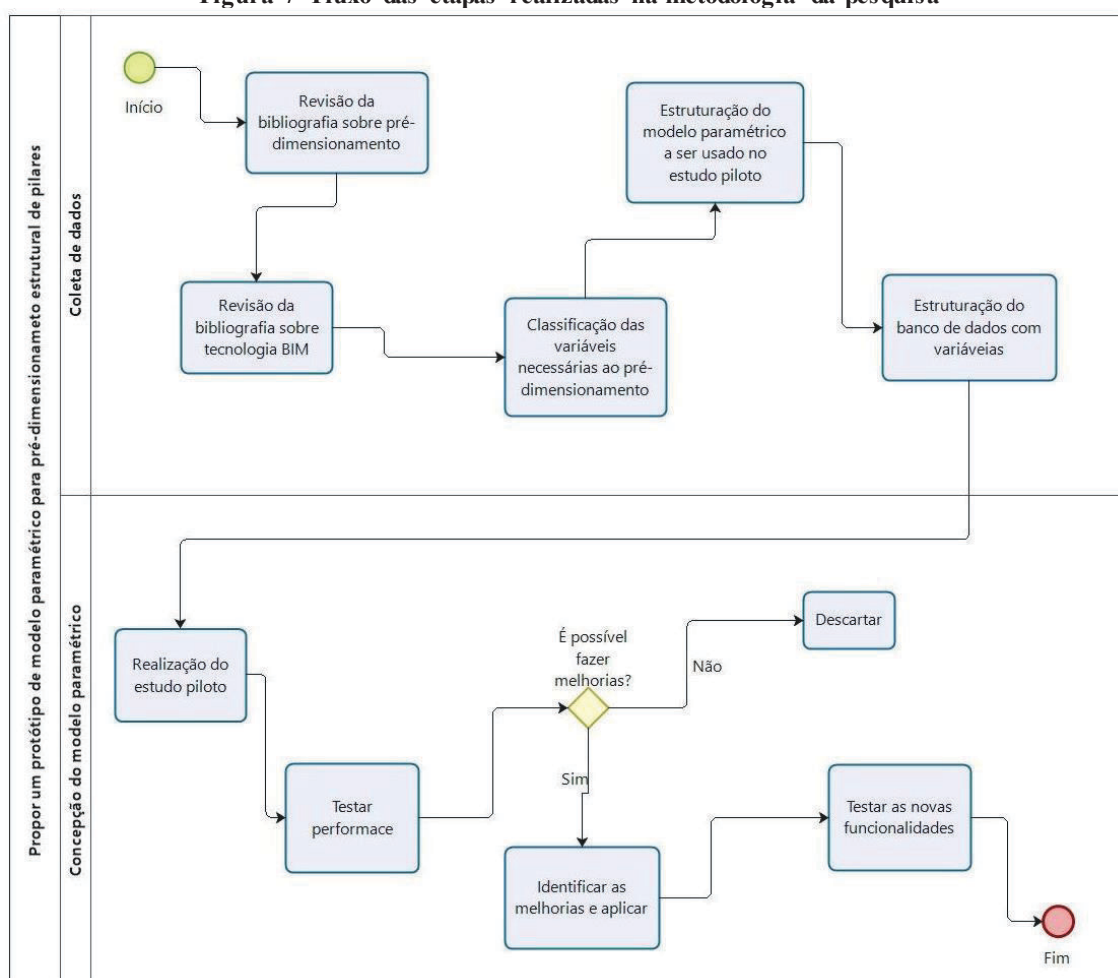 Figura 7 Fluxo das etapas realizadas na metodologia da pesquisa
Propor um protótipo de modelo paramétrico para pré-dimensionameto estrutural de pilares
Coleta de dados
Início
Revisão da
bibliografia sobre pré-
dimensionamento
Revisão da
bibliografia sobre
tecnologia BIM
Classificação das
variáveis
necessárias ao pré-
dimensionamento
Estruturação do
modelo paramétrico
a ser usado no
estudo piloto
Estruturação do
banco de dados com
variáveias
Concepção do modelo paramétrico
Realização do
estudo piloto
Testar
performace
É possível
fazer
melhorias?
Não
Descartar
Sim
Identificar as
melhorias e aplicar
Testar as novas
funcionalidades
Fim